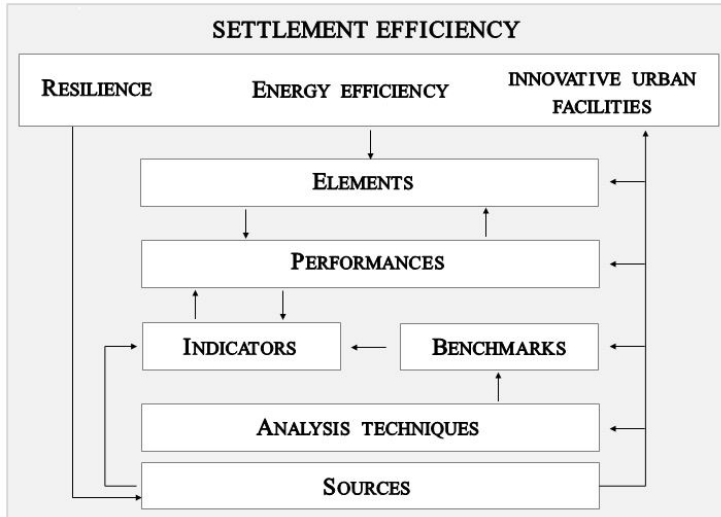 SETTLEMENT EFFICIENCY
RESILIENCE
ENERGY EFFICIENCY
INNOVATIVE URBAN
FACILITIES
ELEMENTS
PERFORMANCES
INDICATORS
BENCHMARKS
ANALYSIS TECHNIQUES
SOURCES